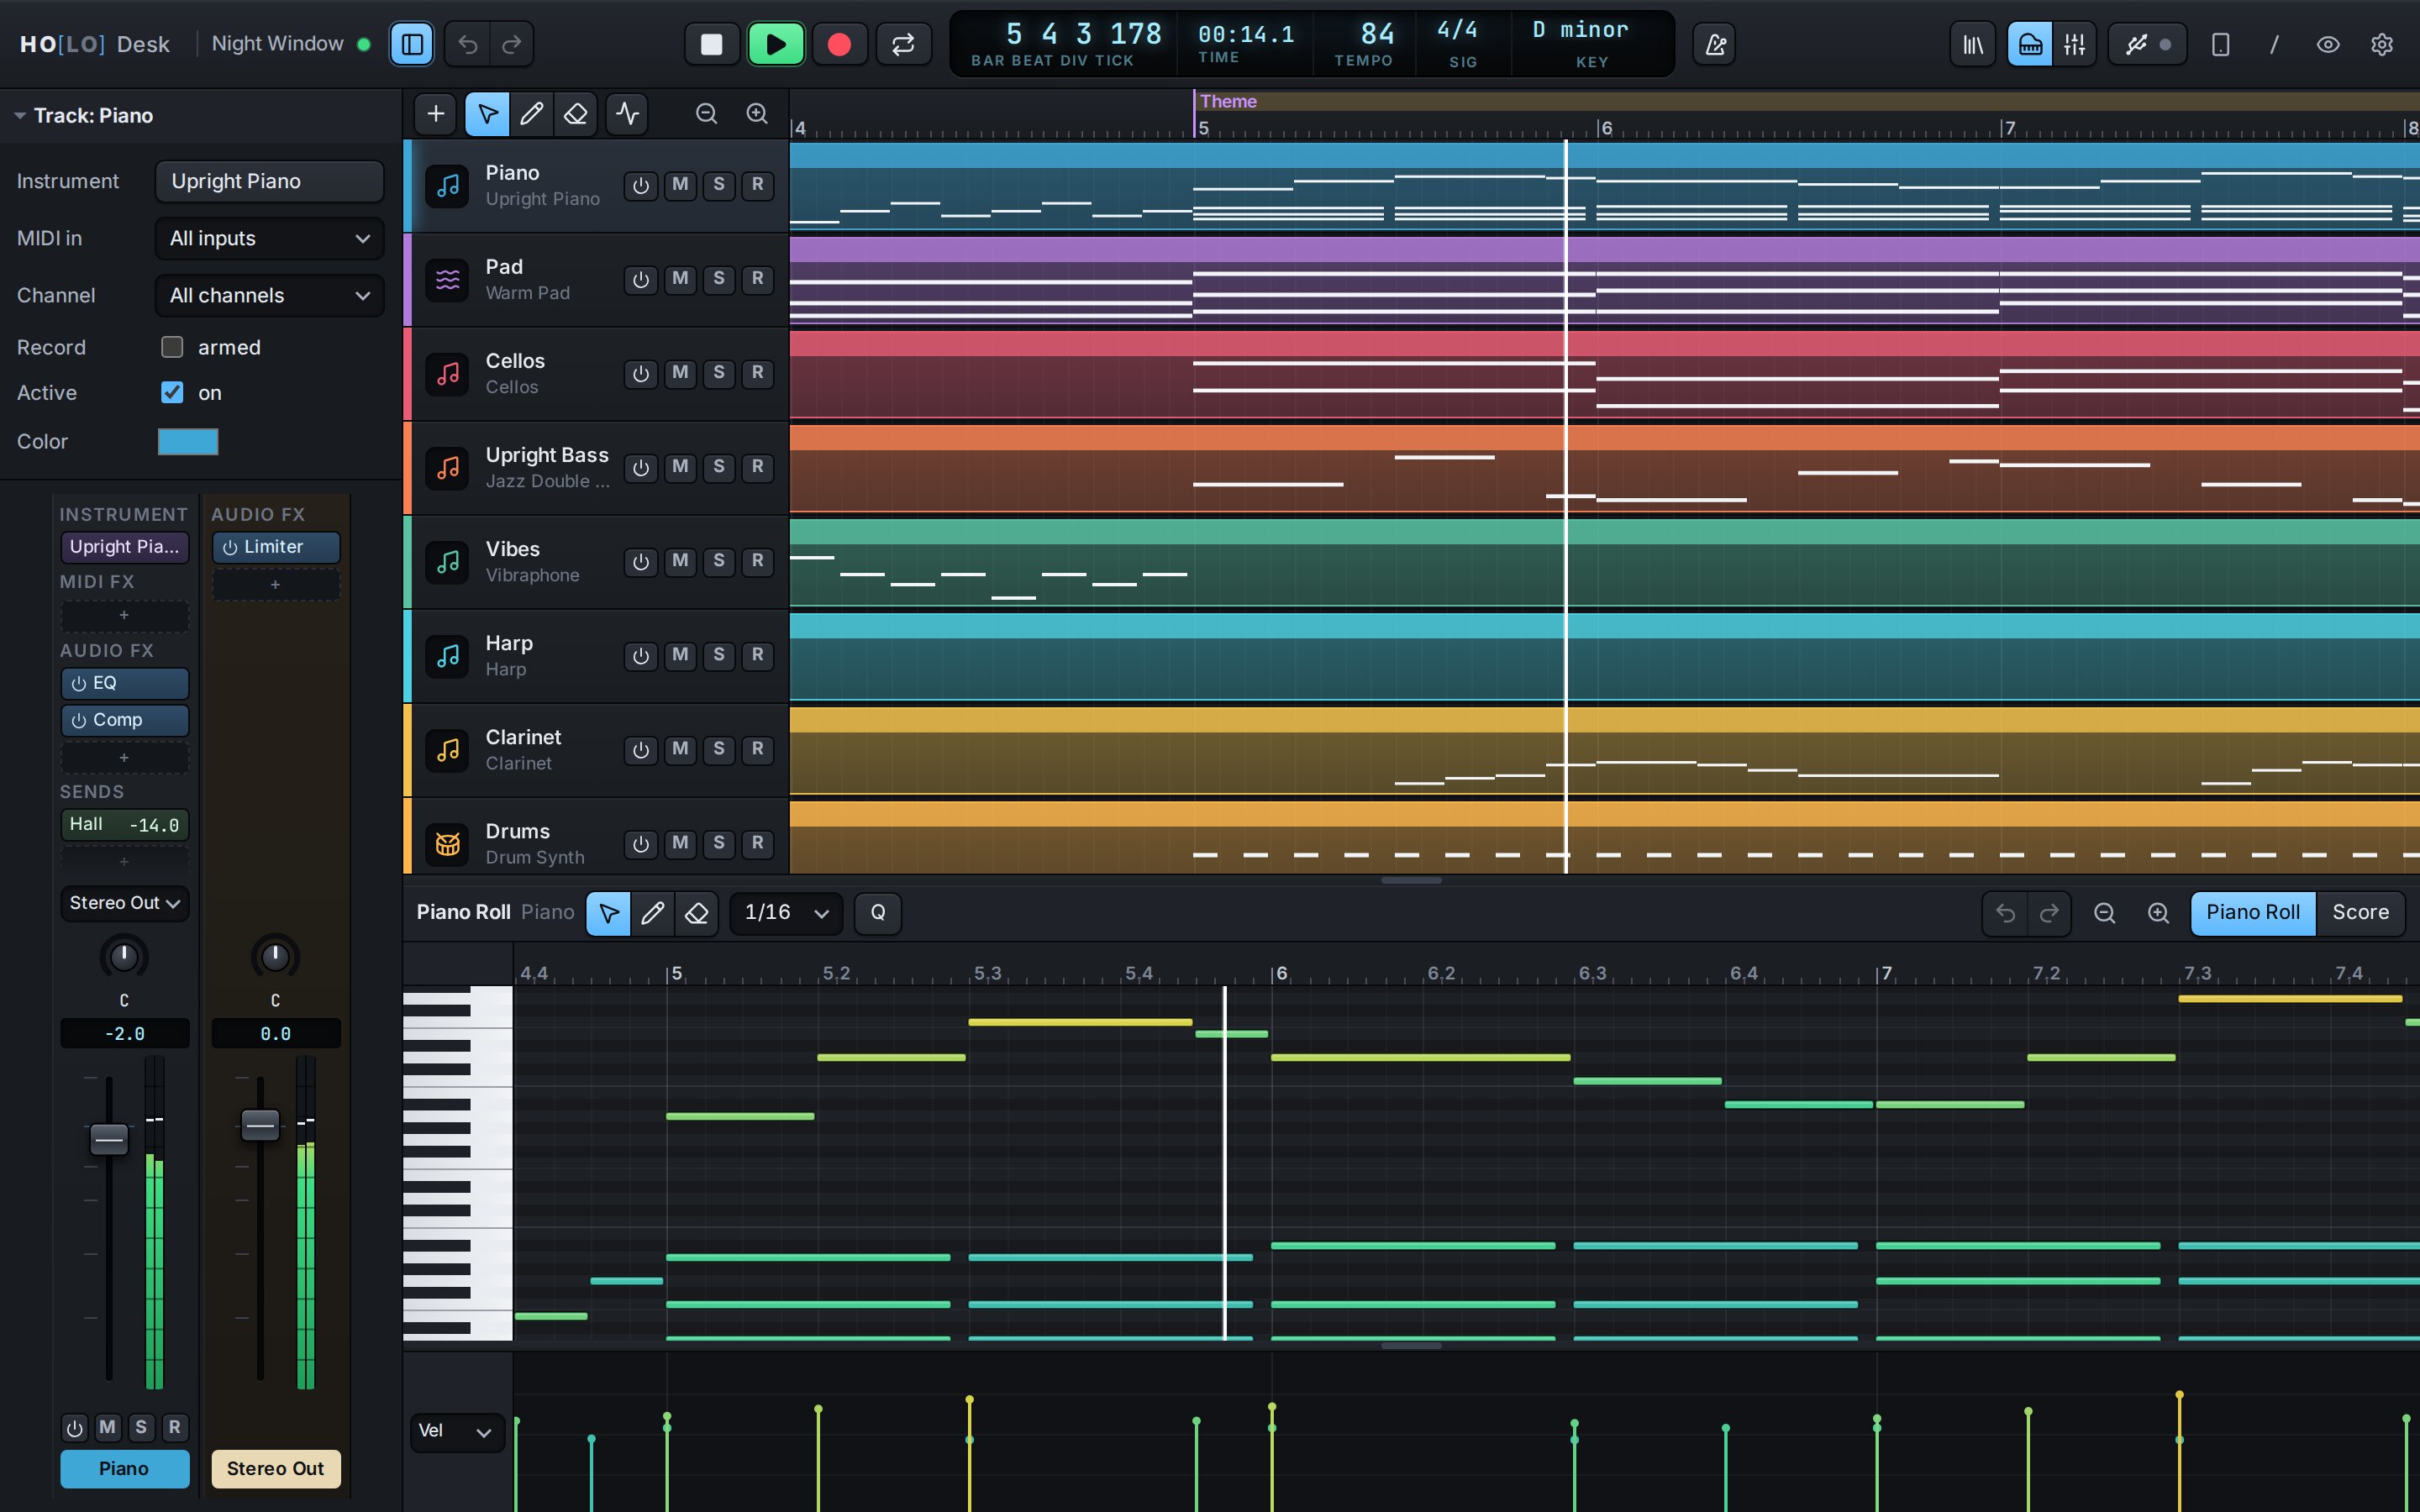 HO[LO] Desk Night Window
5 4 3 178 00:14.1 84 4/4 D minor
BAR BEAT DIV TICK TIME TEMPO SIG KEY
Track: Piano
Instrument Upright Piano
MIDI in All inputs
Channel All channels
Record armed
Active on
Color
INSTRUMENT AUDIO FX
Upright Pia... Limiter
MIDI FX +
+
AUDIO FX
EQ
Comp
+
SENDS
Hall -14.0
+
Stereo Out
C C
-2.0 0.0
M S R
Piano Stereo Out
Theme
4 5 6 7 8
Piano M S R
Upright Piano
Pad M S R
Warm Pad
Cellos M S R
Cellos
Upright Bass M S R
Jazz Double ...
Vibes M S R
Vibraphone
Harp M S R
Harp
Clarinet M S R
Clarinet
Drums M S R
Drum Synth
Piano Roll Piano 1/16 Q Piano Roll Score
4.4 5 5.2 5.3 5.4 6 6.2 6.3 6.4 7 7.2 7.3 7.4
Vel